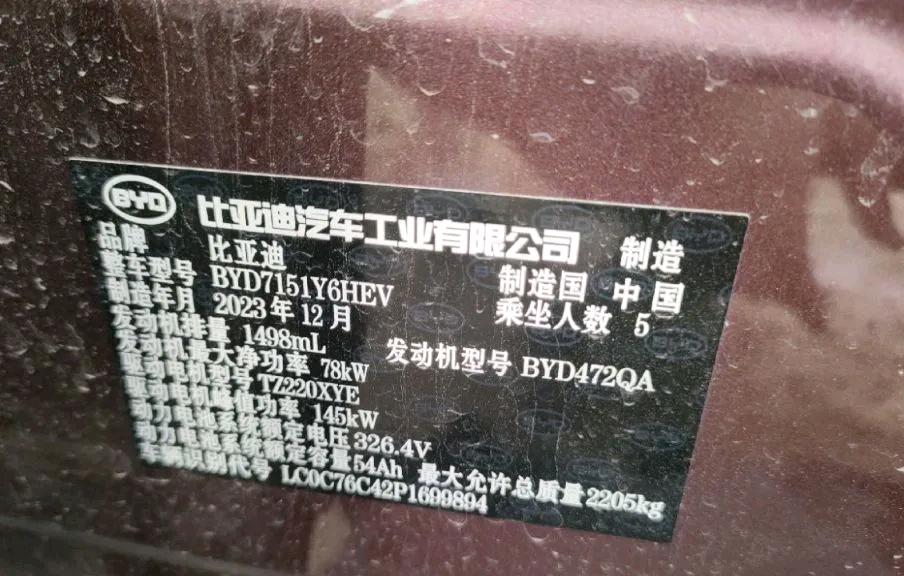 BYD 比亚迪汽车工业有限公司 制造
品牌 比亚迪 制造国 中国
整车型号 BYD7151Y6HEV 乘坐人数 5
制造年月 2023年12月
发动机排量 1498mL 发动机型号 BYD472QA
发动机最大净功率 78kW
驱动电机型号 TZ220XYE
驱动电机峰值功率 145kW
动力电池系统额定电压 326.4V
动力电池系统额定容量 54Ah 最大允许总质量 2205kg
车辆识别代号 LC0C76C42P1699894